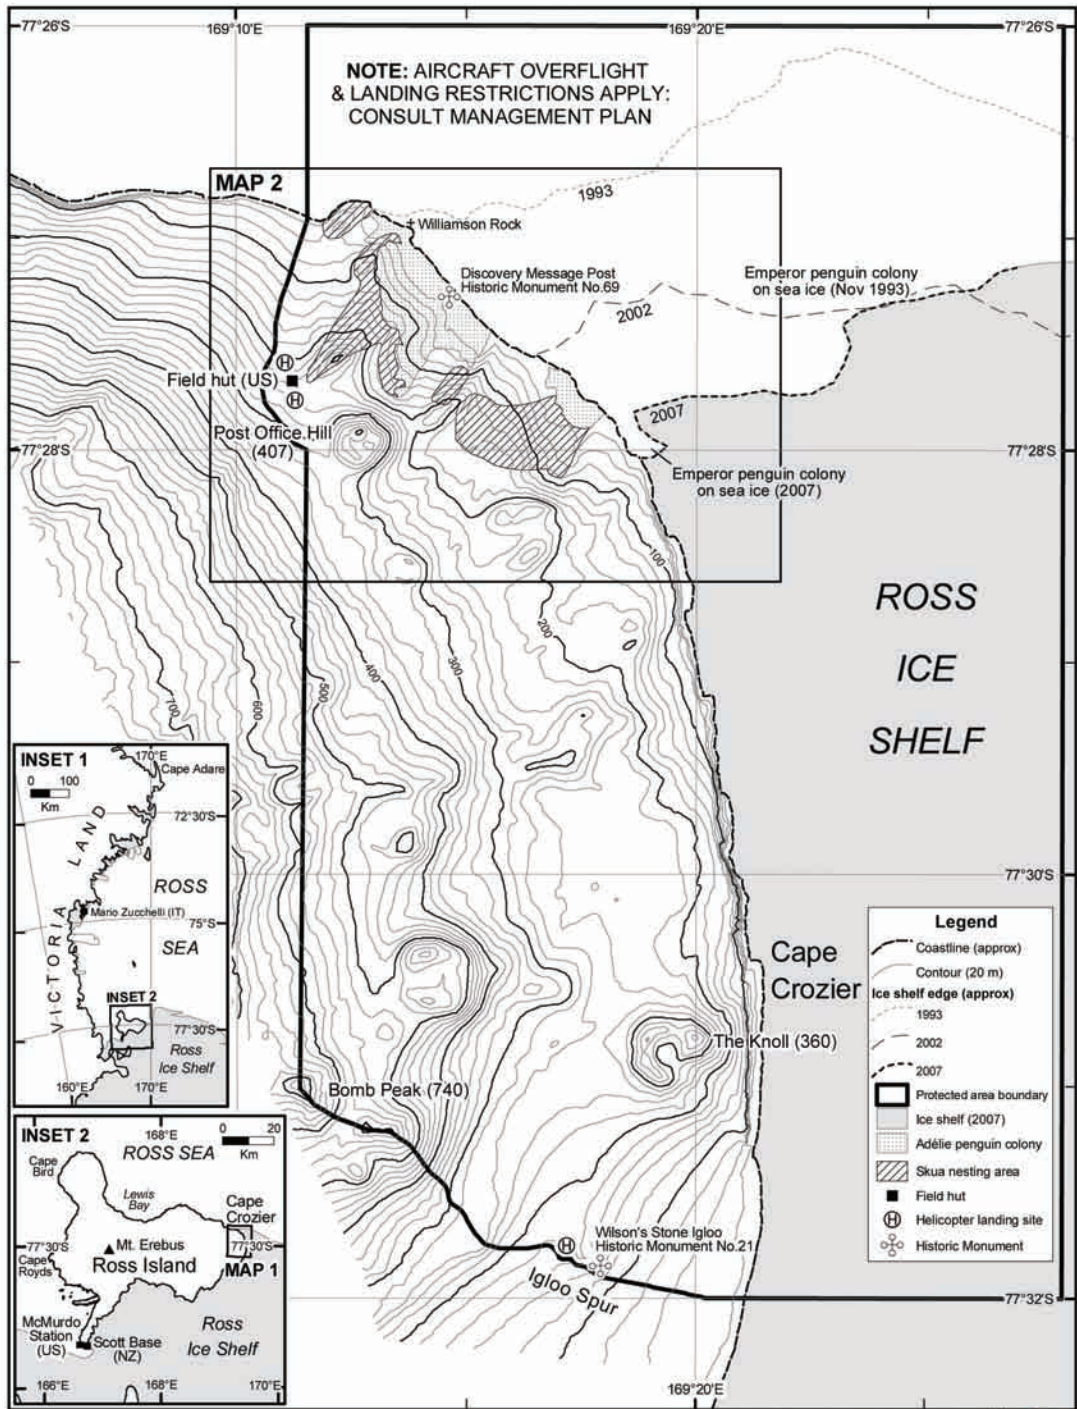 77°26'S
169°10'E
169°20'E
77°26'S
NOTE: AIRCRAFT OVERFLIGHT
& LANDING RESTRICTIONS APPLY:
CONSULT MANAGEMENT PLAN
MAP 2
1993
Williamson Rock
Discovery Message Post
Historic Monument No.69
Emperor penguin colony
on sea ice (Nov 1993)
2002
H
Field hut (US)
H
2007
Post Office Hill
(407)
77°28'S
77°28'S
Emperor penguin colony
on sea ice (2007)
100
ROSS
ICE
SHELF
200
300
400
500
600
700
INSET 1
170°E
Cape Adare
0 100
Km
72°30'S
VICTORIA LAND
ROSS
SEA
Mario Zucchelli (IT)
75°S
INSET 2
77°30'S
Ross
Ice Shelf
160°E
170°E
77°30'S
Cape
Crozier
The Knoll (360)
Bomb Peak (740)
Legend
Coastline (approx)
Contour (20 m)
Ice shelf edge (approx)
1993
2002
2007
Protected area boundary
Ice shelf (2007)
Adélie penguin colony
Skua nesting area
Field hut
H Helicopter landing site
Historic Monument
INSET 2
168°E
0 20
Km
ROSS SEA
Cape
Bird
Lewis
Bay
Cape
Crozier
77°30'S
77°30'S
Mt. Erebus
Ross Island
MAP 1
Cape
Royds
McMurdo
Station
(US)
Scott Base
(NZ)
Ross
Ice Shelf
166°E
168°E
170°E
H
Wilson's Stone Igloo
Historic Monument No.21
Igloo Spur
77°32'S
169°20'E